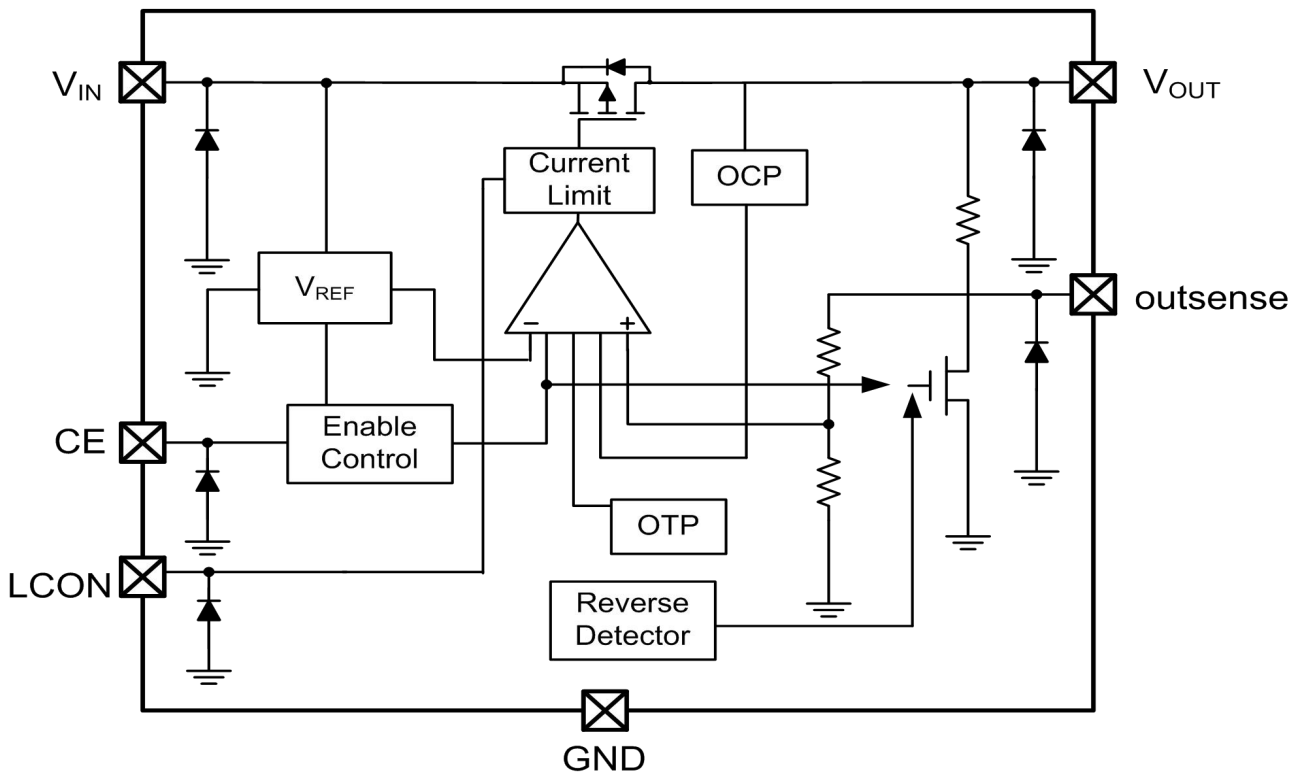 VIN
VOUT
Current
Limit
OCP
VREF
outsense
−
+
CE
Enable
Control
OTP
LCON
Reverse
Detector
GND